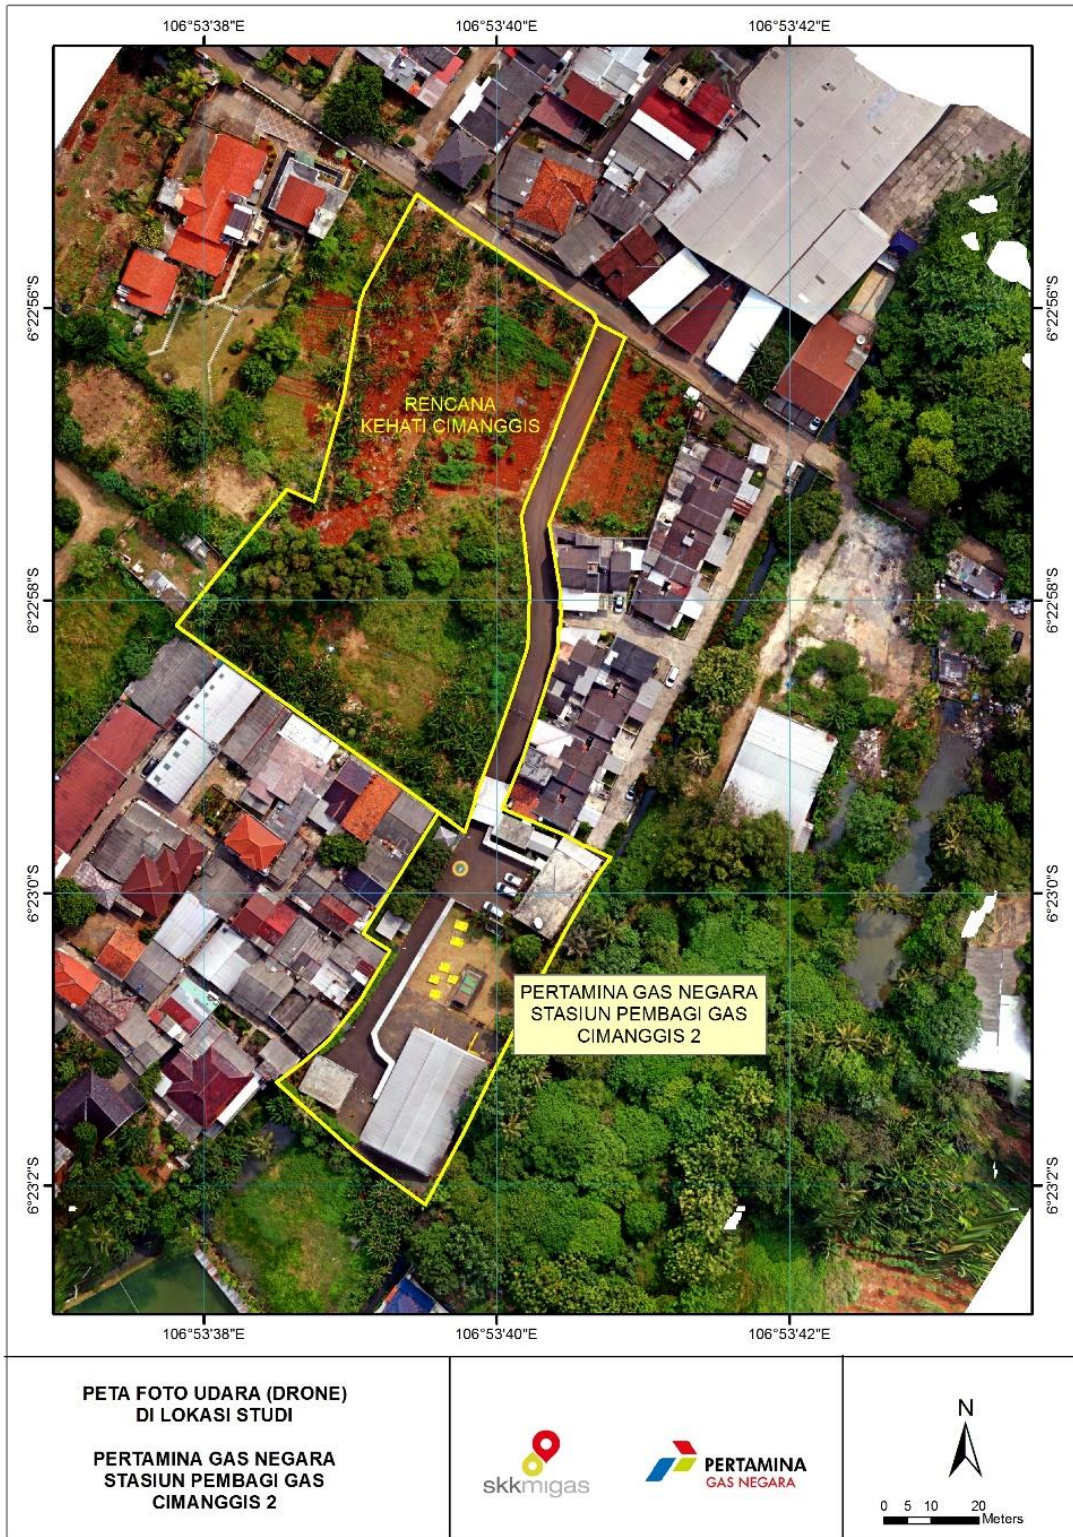 106°53'38"E
106°53'40"E
106°53'42"E
6°22'56"S
6°22'56"S
RENCANA
KEHATI CIMANGGIS
6°22'58"S
6°22'58"S
6°23'0"S
6°23'0"S
PERTAMINA GAS NEGARA
STASIUN PEMBAGI GAS
CIMANGGIS 2
6°23'2"S
6°23'2"S
106°53'38"E
106°53'40"E
106°53'42"E
PETA FOTO UDARA (DRONE)
DI LOKASI STUDI
PERTAMINA GAS NEGARA
STASIUN PEMBAGI GAS
CIMANGGIS 2
skkmigas
PERTAMINA
GAS NEGARA
N
0 5 10 20
Meters